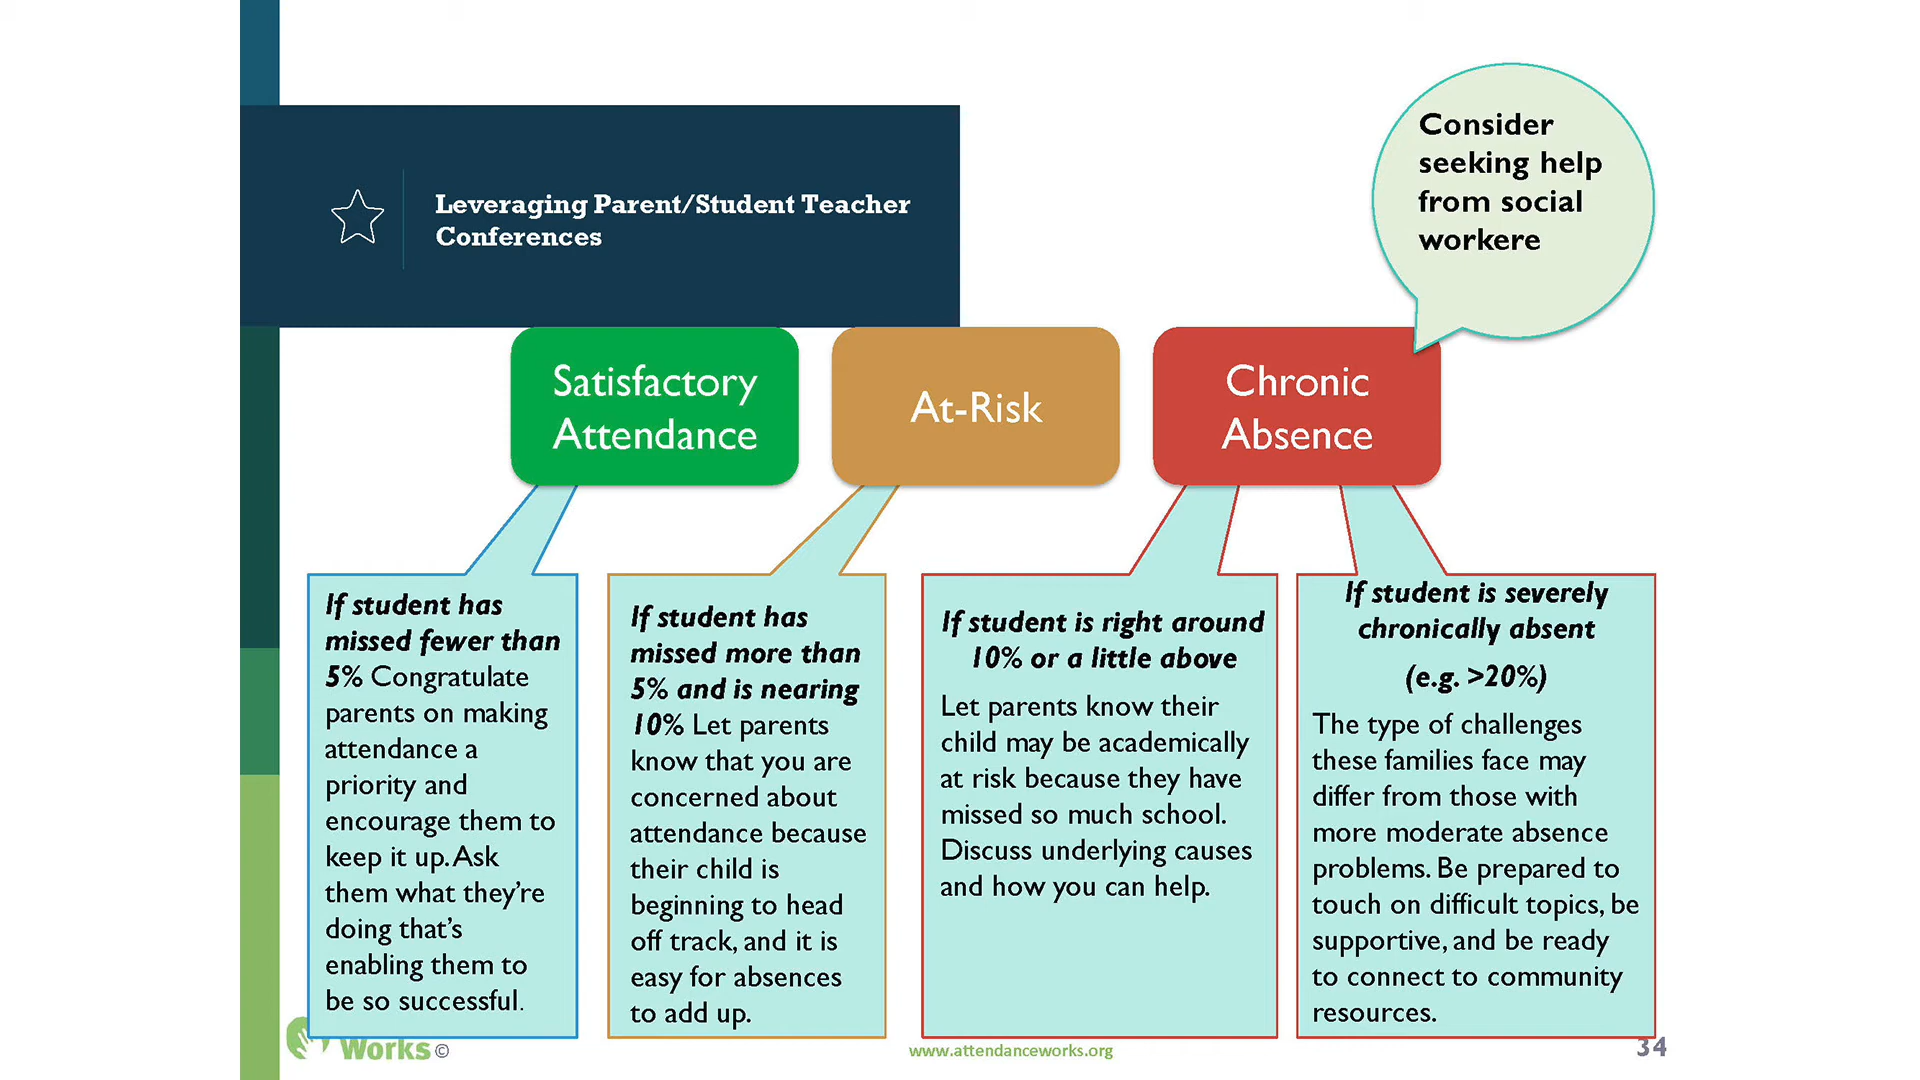 Leveraging Parent/Student Teacher
Conferences
Consider
seeking help
from social
workere
Satisfactory
Attendance
At-Risk
Chronic
Absence
If student has
missed fewer than
5% Congratulate
parents on making
attendance a
priority and
encourage them to
keep it up. Ask
them what they're
doing that's
enabling them to
be so successful.
If student has
missed more than
5% and is nearing
10% Let parents
know that you are
concerned about
attendance because
their child is
beginning to head
off track, and it is
easy for absences
to add up.
If student is right around
10% or a little above
Let parents know their
child may be academically
at risk because they have
missed so much school.
Discuss underlying causes
and how you can help.
If student is severely
chronically absent
(e.g. >20%)
The type of challenges
these families face may
differ from those with
more moderate absence
problems. Be prepared to
touch on difficult topics, be
supportive, and be ready
to connect to community
resources.
Works ©
www.attendanceworks.org
34